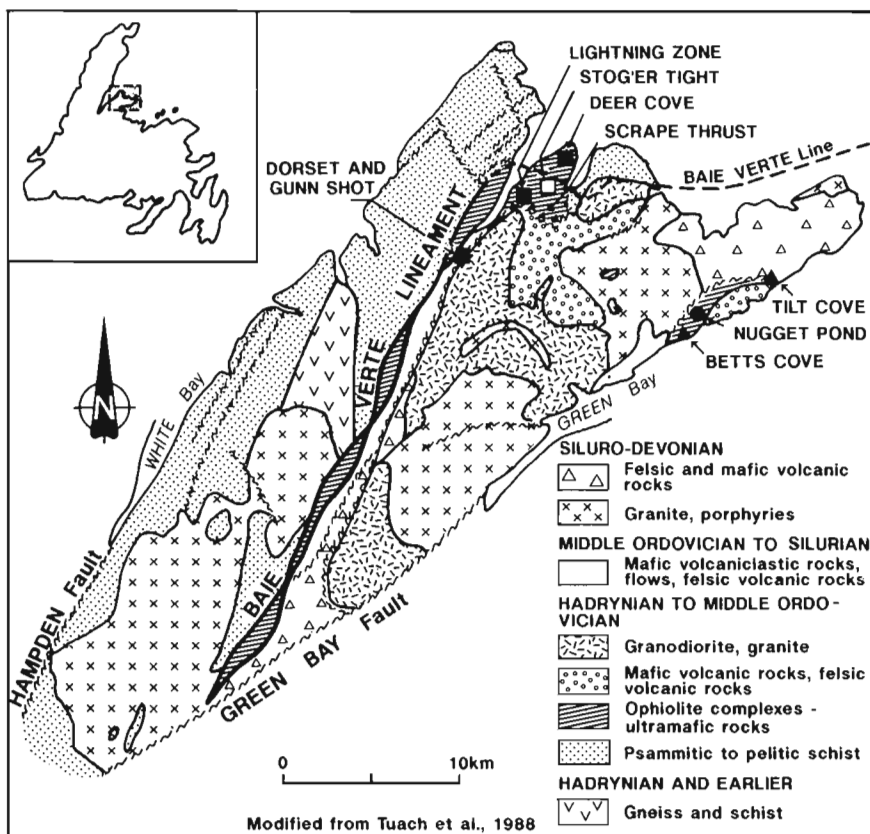 LIGHTNING ZONE
STOG'ER TIGHT
DEER COVE
SCRAPE THRUST
BAIE VERTE Line
DORSET AND
GUNN SHOT
BAIE VERTE LINEAMENT
TILT COVE
NUGGET POND
BETTS COVE
GREEN Bay
WHITE Bay
N
HAMPDEN Fault
GREEN BAY Fault
SILURO-DEVONIAN
Felsic and mafic volcanic
rocks
Granite, porphyries
MIDDLE ORDOVICIAN TO SILURIAN
Mafic volcaniclastic rocks,
flows, felsic volcanic rocks
HADRYNIAN TO MIDDLE ORDO-
VICIAN
Granodiorite, granite
Mafic volcanic rocks, felsic
volcanic rocks
Ophiolite complexes -
ultramafic rocks
Psammitic to pelitic schist
HADRYNIAN AND EARLIER
Gneiss and schist
0 10km
Modified from Tuach et al., 1988